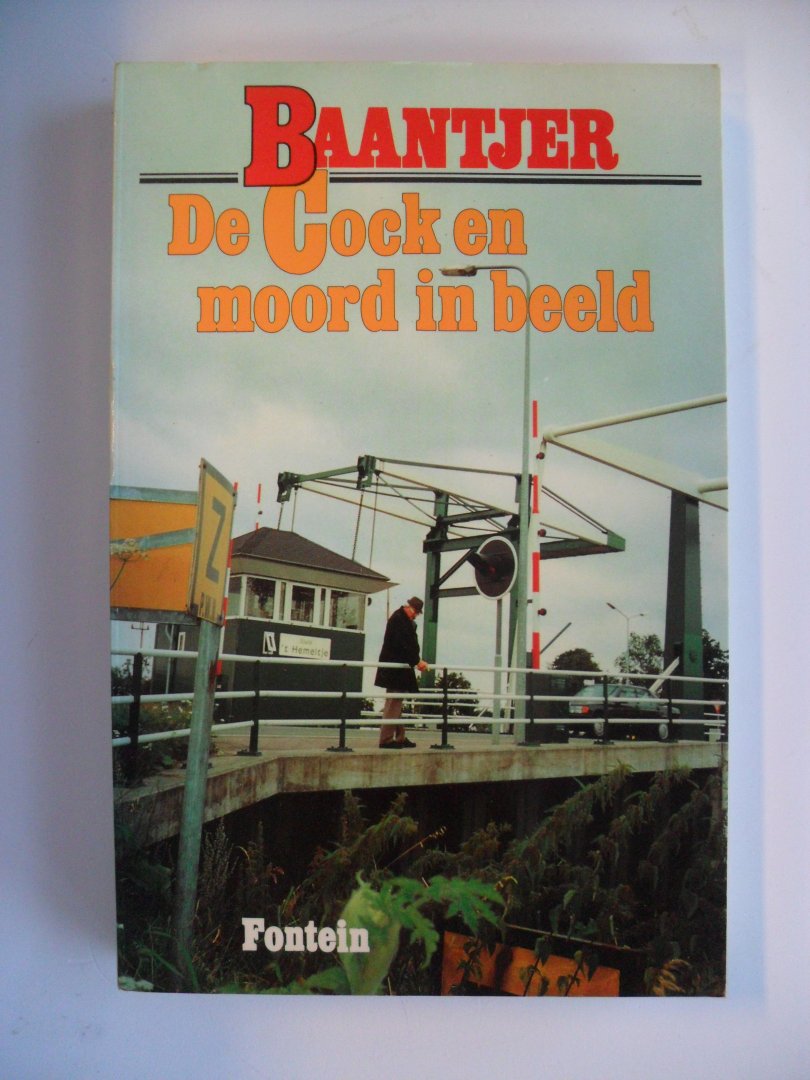 BAANTJER
De Cock en
moord in beeld
Z
's Hemeltje
Fontein